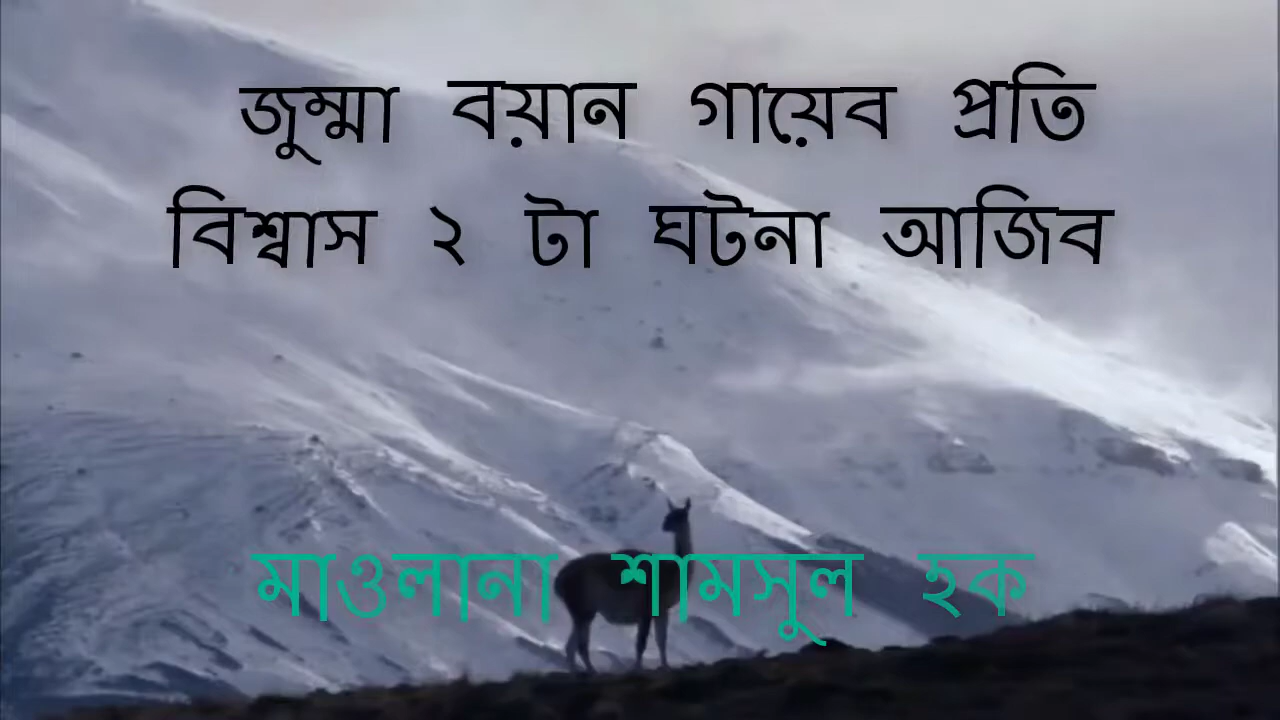 জুম্মা বয়ান গায়েব প্রতি
বিশ্বাস ২ টা ঘটনা আজিব
মাওলানা শামসুল হক